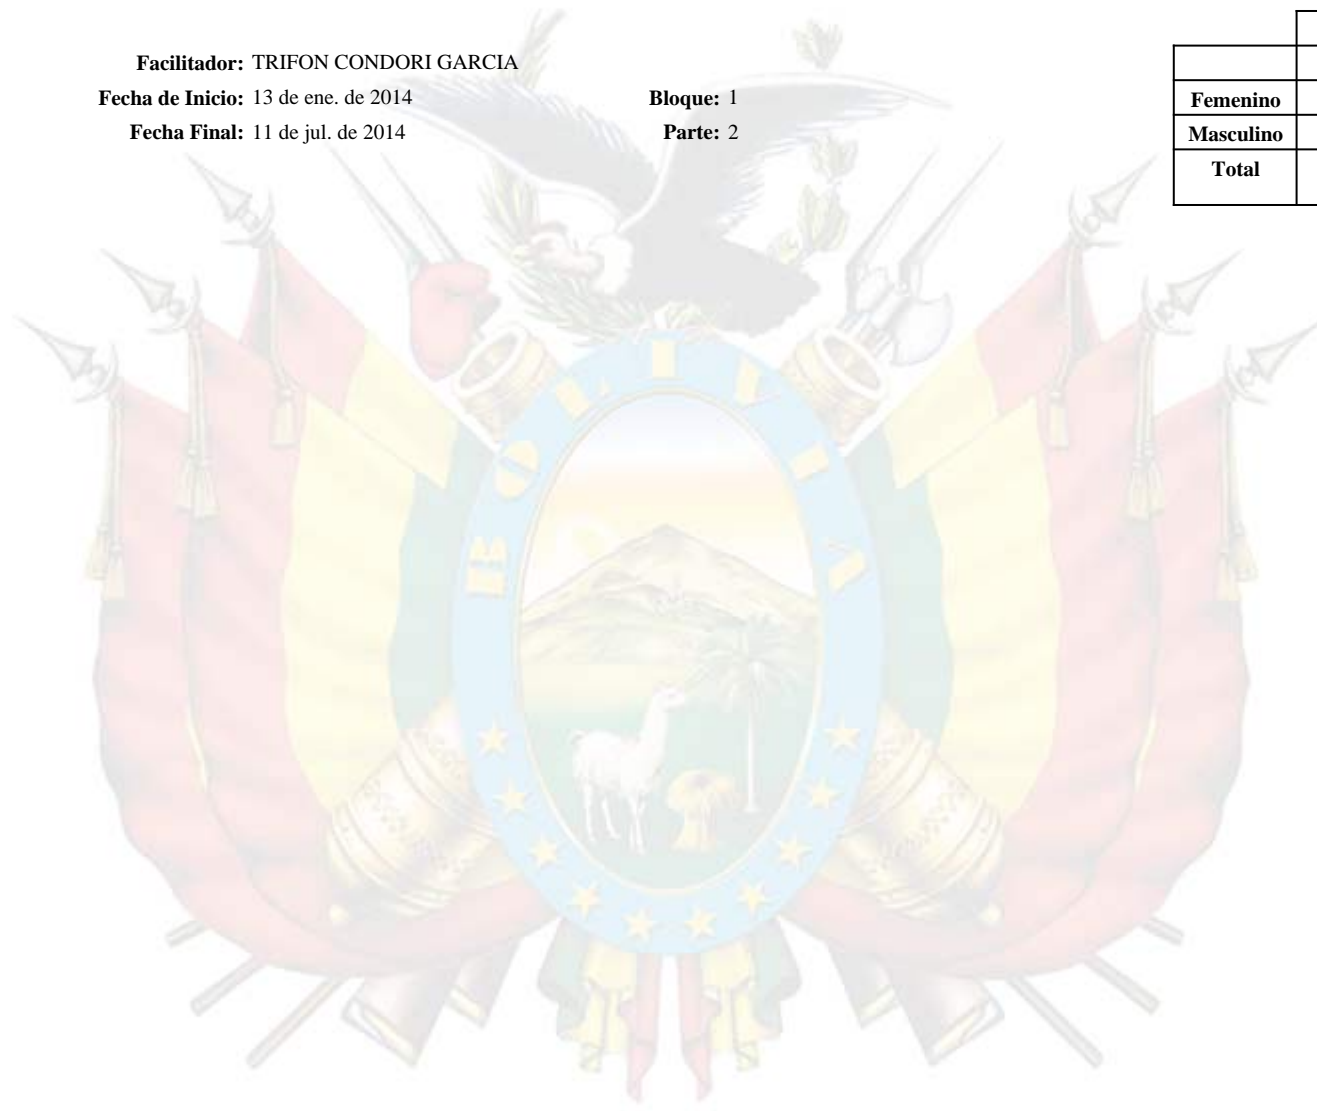 Facilitador: TRIFON CONDORI GARCIA
Fecha de Inicio: 13 de ene. de 2014 Bloque: 1
Fecha Final: 11 de jul. de 2014 Parte: 2
Femenino
Masculino
Total
BOLIVIA